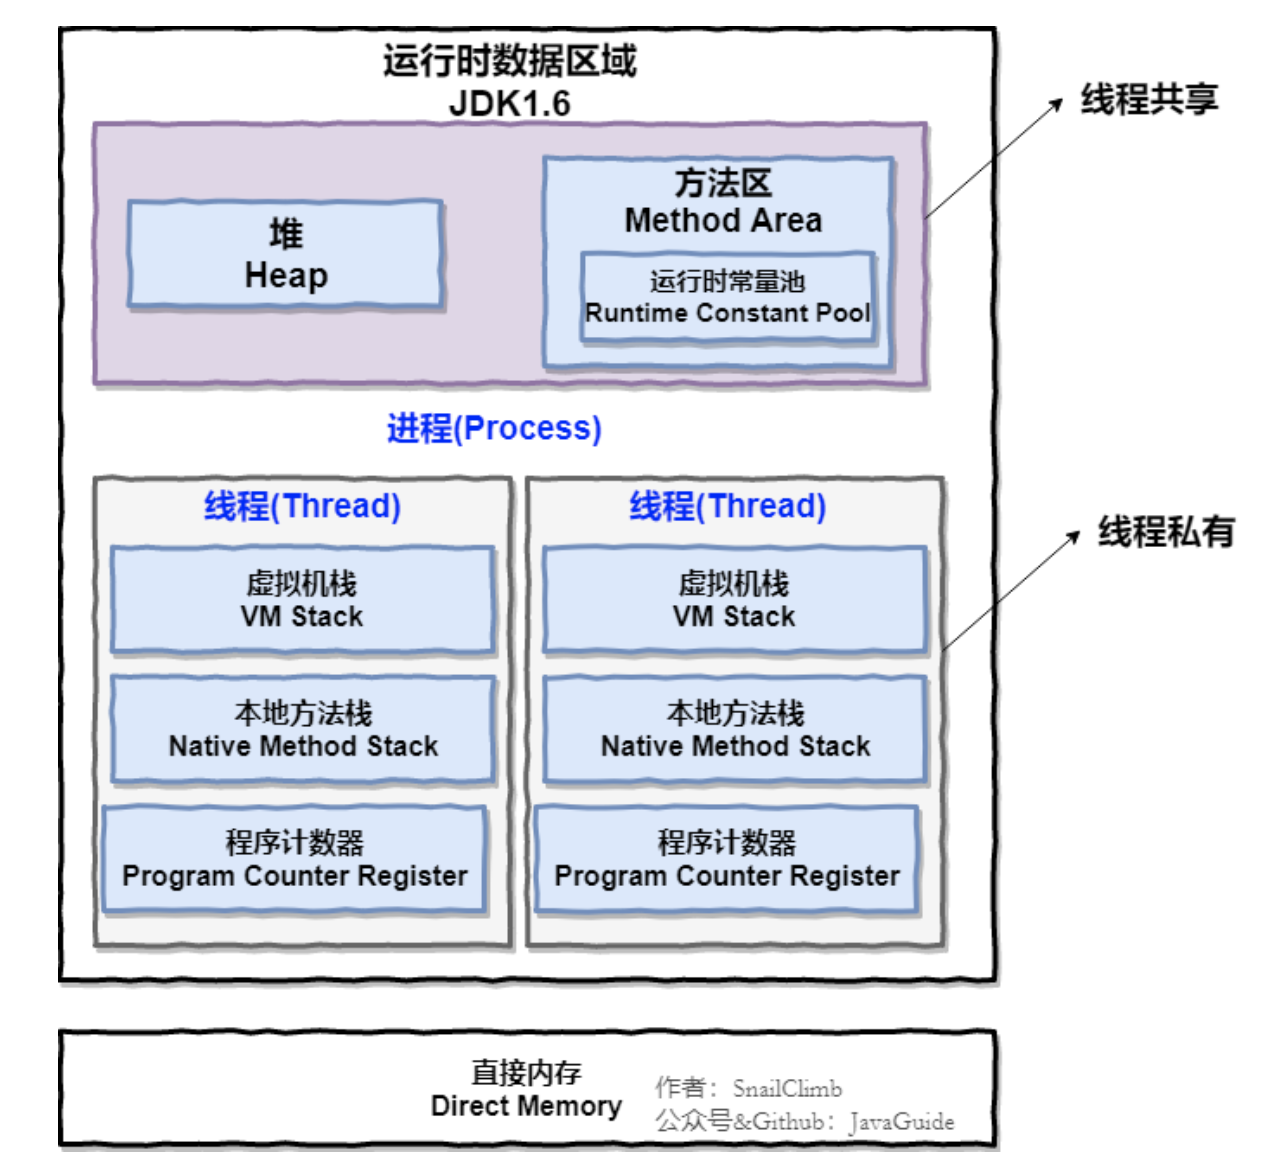 运行时数据区域
JDK1.6
线程共享
堆
Heap
方法区
Method Area
运行时常量池
Runtime Constant Pool
进程(Process)
线程(Thread)
虚拟机栈
VM Stack
本地方法栈
Native Method Stack
程序计数器
Program Counter Register
线程(Thread)
虚拟机栈
VM Stack
本地方法栈
Native Method Stack
程序计数器
Program Counter Register
线程私有
直接内存
Direct Memory
作者：SnailClimb
公众号&Github：JavaGuide